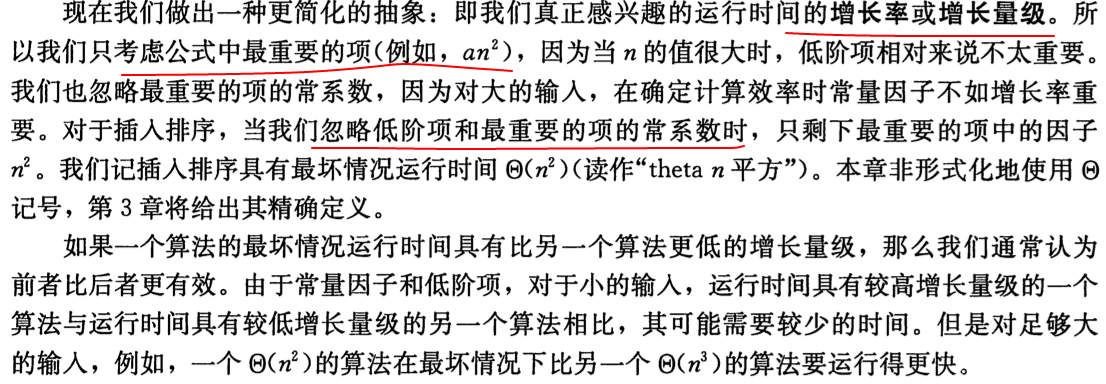 现在我们做出一种更简化的抽象：即我们真正感兴趣的运行时间的增长率或增长量级。所
以我们只考虑公式中最重要的项(例如，an²)，因为当 n 的值很大时，低阶项相对来说不太重要。
我们也忽略最重要的项的常系数，因为对大的输入，在确定计算效率时常量因子不如增长率重
要。对于插入排序，当我们忽略低阶项和最重要的项的常系数时，只剩下最重要的项中的因子
n²。我们记插入排序具有最坏情况运行时间 Θ(n²)(读作“theta n 平方”)。本章非形式化地使用 Θ
记号，第 3 章将给出其精确定义。
如果一个算法的最坏情况运行时间具有比另一个算法更低的增长量级，那么我们通常认为
前者比后者更有效。由于常量因子和低阶项，对于小的输入，运行时间具有较高增长量级的一个
算法与运行时间具有较低增长量级的另一个算法相比，其可能需要较少的时间。但是对足够大
的输入，例如，一个 Θ(n²)的算法在最坏情况下比另一个 Θ(n³)的算法要运行得更快。